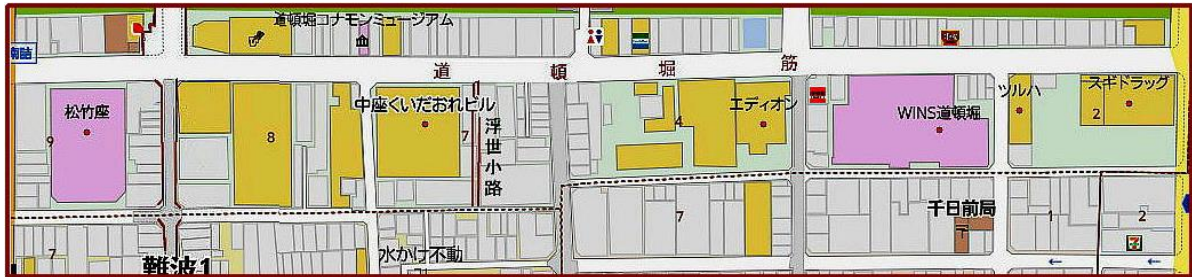 道頓堀コナモンミュージアム
道頓堀筋
松竹座
中座くいだおれビル
エディオン
WINS道頓堀
ツルハ
スギドラッグ
9
8
7
浮世小路
4
2
7
7
1
2
千日前局
難波1
水かけ不動
7
←
←